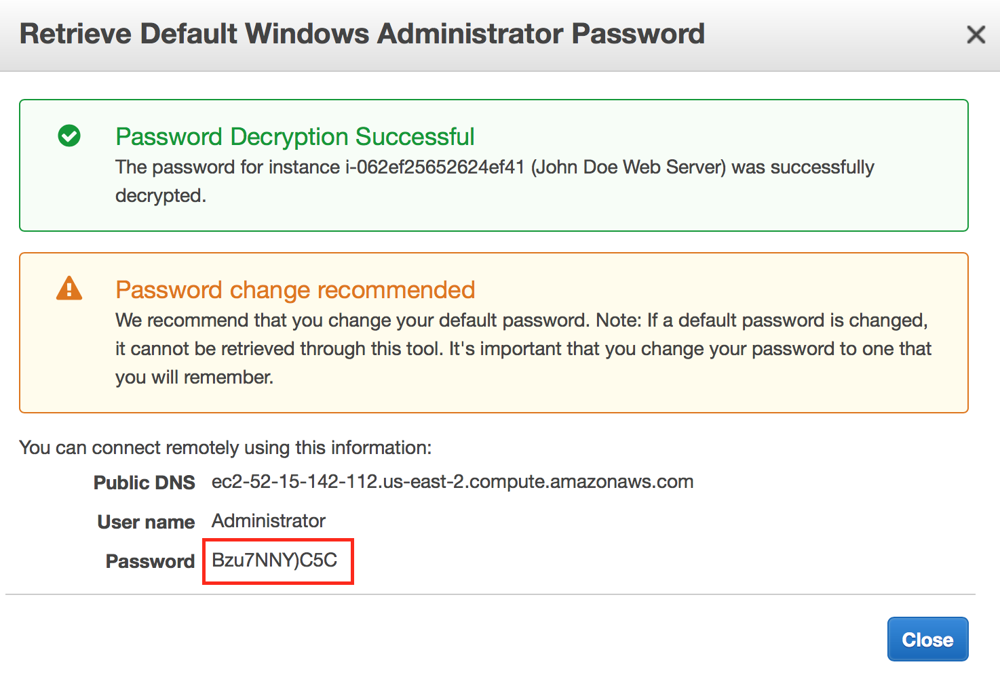 Retrieve Default Windows Administrator Password
Password Decryption Successful
The password for instance i-062ef25652624ef41 (John Doe Web Server) was successfully
decrypted.
Password change recommended
We recommend that you change your default password. Note: If a default password is changed,
it cannot be retrieved through this tool. It's important that you change your password to one that
you will remember.
You can connect remotely using this information:
Public DNS ec2-52-15-142-112.us-east-2.compute.amazonaws.com
User name Administrator
Password Bzu7NNY)C5C
Close